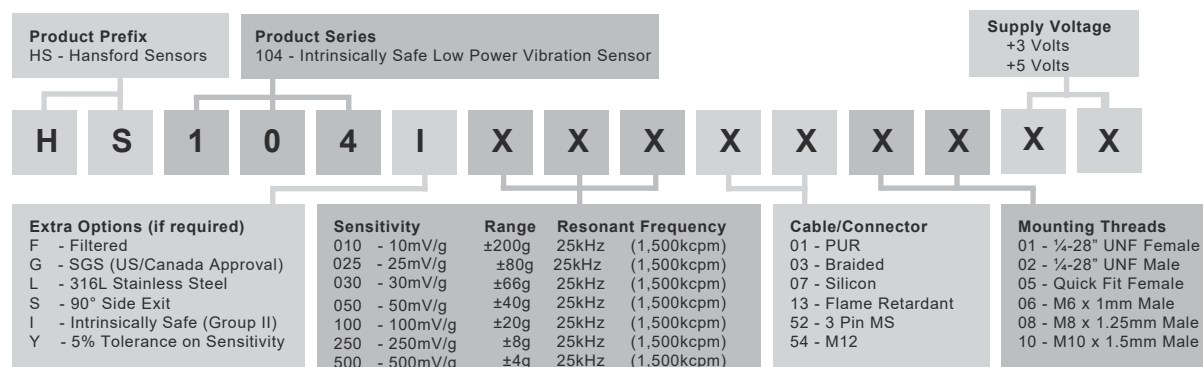 Product Prefix
HS - Hansford Sensors
Product Series
104 - Intrinsically Safe Low Power Vibration Sensor
Supply Voltage
+3 Volts
+5 Volts
H S 1 0 4 I X X X X X X X X X
Extra Options (if required)
F - Filtered
G - SGS (US/Canada Approval)
L - 316L Stainless Steel
S - 90° Side Exit
I - Intrinsically Safe (Group II)
Y - 5% Tolerance on Sensitivity
Sensitivity Range Resonant Frequency
010 - 10mV/g ±200g 25kHz (1,500kcpm)
025 - 25mV/g ±80g 25kHz (1,500kcpm)
030 - 30mV/g ±66g 25kHz (1,500kcpm)
050 - 50mV/g ±40g 25kHz (1,500kcpm)
100 - 100mV/g ±20g 25kHz (1,500kcpm)
250 - 250mV/g ±8g 25kHz (1,500kcpm)
500 - 500mV/g ±4g 25kHz (1,500kcpm)
Cable/Connector
01 - PUR
03 - Braided
07 - Silicon
13 - Flame Retardant
52 - 3 Pin MS
54 - M12
Mounting Threads
01 - ¼-28” UNF Female
02 - ¼-28” UNF Male
05 - Quick Fit Female
06 - M6 x 1mm Male
08 - M8 x 1.25mm Male
10 - M10 x 1.5mm Male